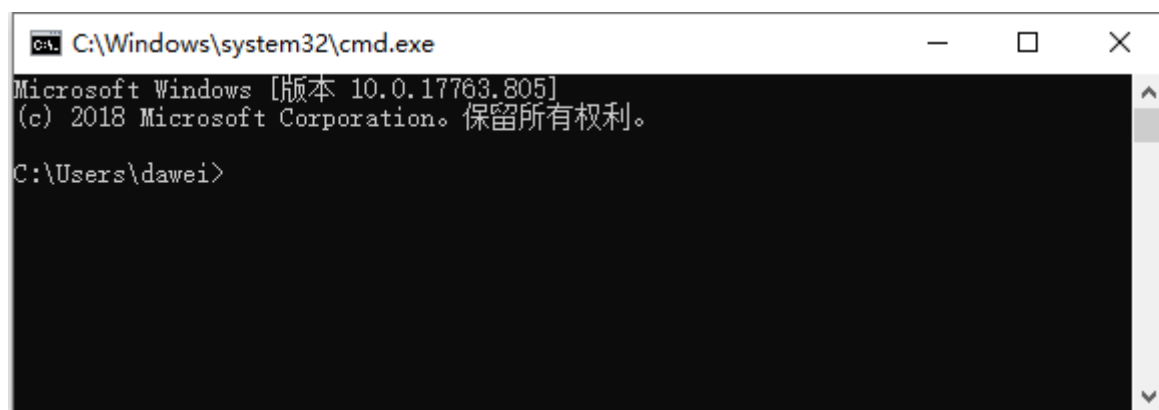 C:\Windows\system32\cmd.exe
Microsoft Windows [版本 10.0.17763.805]
(c) 2018 Microsoft Corporation。保留所有权利。
C:\Users\dawei>